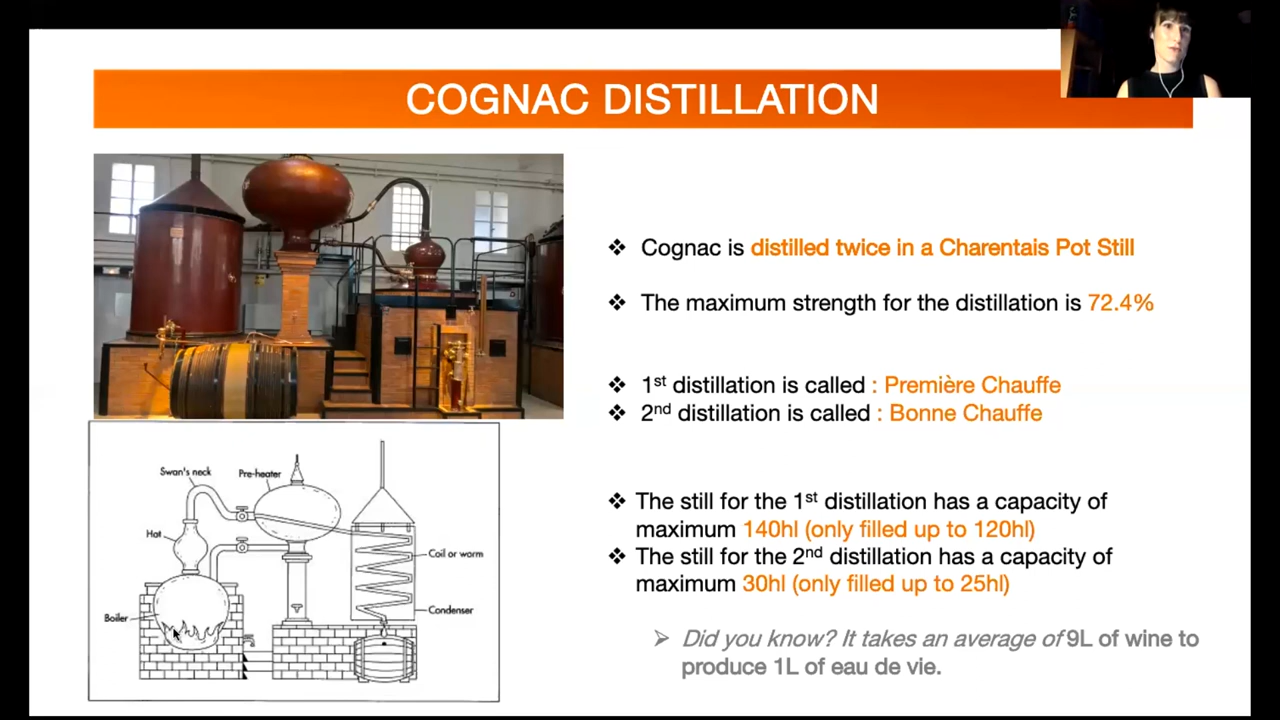 COGNAC DISTILLATION
❖ Cognac is distilled twice in a Charentais Pot Still
❖ The maximum strength for the distillation is 72.4%
❖ 1st distillation is called : Première Chauffe
❖ 2nd distillation is called : Bonne Chauffe
❖ The still for the 1st distillation has a capacity of
maximum 140hl (only filled up to 120hl)
❖ The still for the 2nd distillation has a capacity of
maximum 30hl (only filled up to 25hl)
➢ Did you know? It takes an average of 9L of wine to
produce 1L of eau de vie.
Swan's neck
Pre-heater
Hat
Coil or worm
Boiler
Condenser